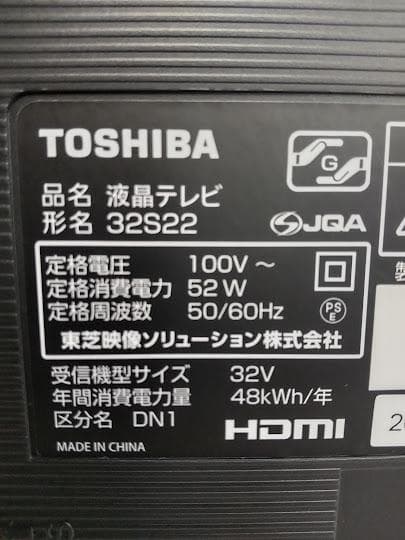 TOSHIBA
G
品名 液晶テレビ
形名 32S22
JQA
定格電圧 100V～
定格消費電力 52W
定格周波数 50/60Hz
PS
E
東芝映像ソリューション株式会社
受信機型サイズ 32V
年間消費電力量 48kWh/年
区分名 DN1
HDMI
MADE IN CHINA